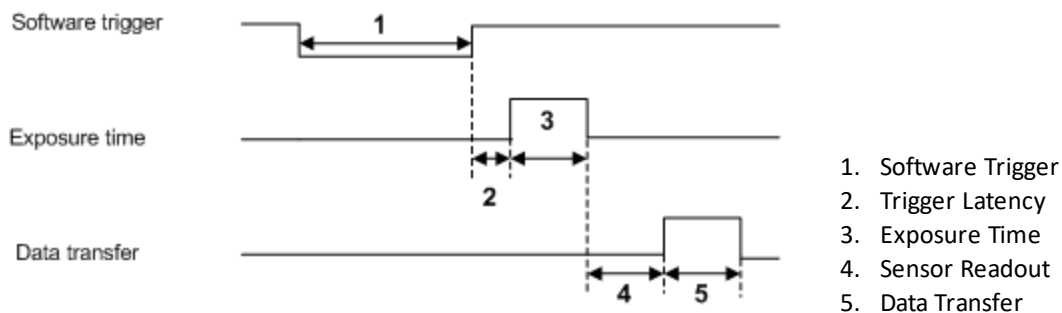 Software trigger
1
Exposure time
3
2
Data transfer
4
5
1. Software Trigger
2. Trigger Latency
3. Exposure Time
4. Sensor Readout
5. Data Transfer